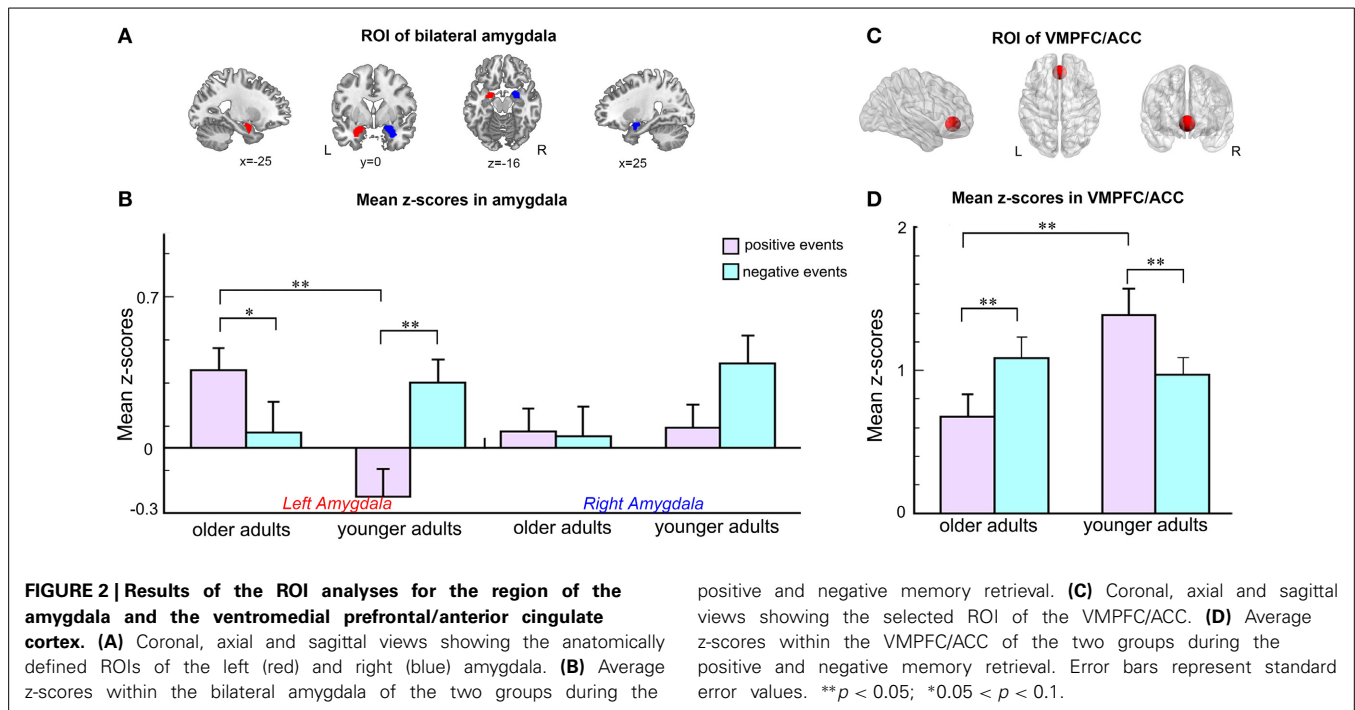 A
ROI of bilateral amygdala
x=-25
L
y=0
z=-16
R
x=25
C
ROI of VMPFC/ACC
L
R
B
Mean z-scores in amygdala
Mean z-scores
0.7
0
-0.3
**
*
**
positive events
negative events
Left Amygdala
Right Amygdala
older adults
younger adults
older adults
younger adults
D
Mean z-scores in VMPFC/ACC
Mean z-scores
2
1
0
**
**
**
older adults
younger adults
FIGURE 2 | Results of the ROI analyses for the region of the
amygdala and the ventromedial prefrontal/anterior cingulate
cortex. (A) Coronal, axial and sagittal views showing the anatomically
defined ROIs of the left (red) and right (blue) amygdala. (B) Average
z-scores within the bilateral amygdala of the two groups during the
positive and negative memory retrieval. (C) Coronal, axial and sagittal
views showing the selected ROI of the VMPFC/ACC. (D) Average
z-scores within the VMPFC/ACC of the two groups during the
positive and negative memory retrieval. Error bars represent standard
error values. **p < 0.05; *0.05 < p < 0.1.